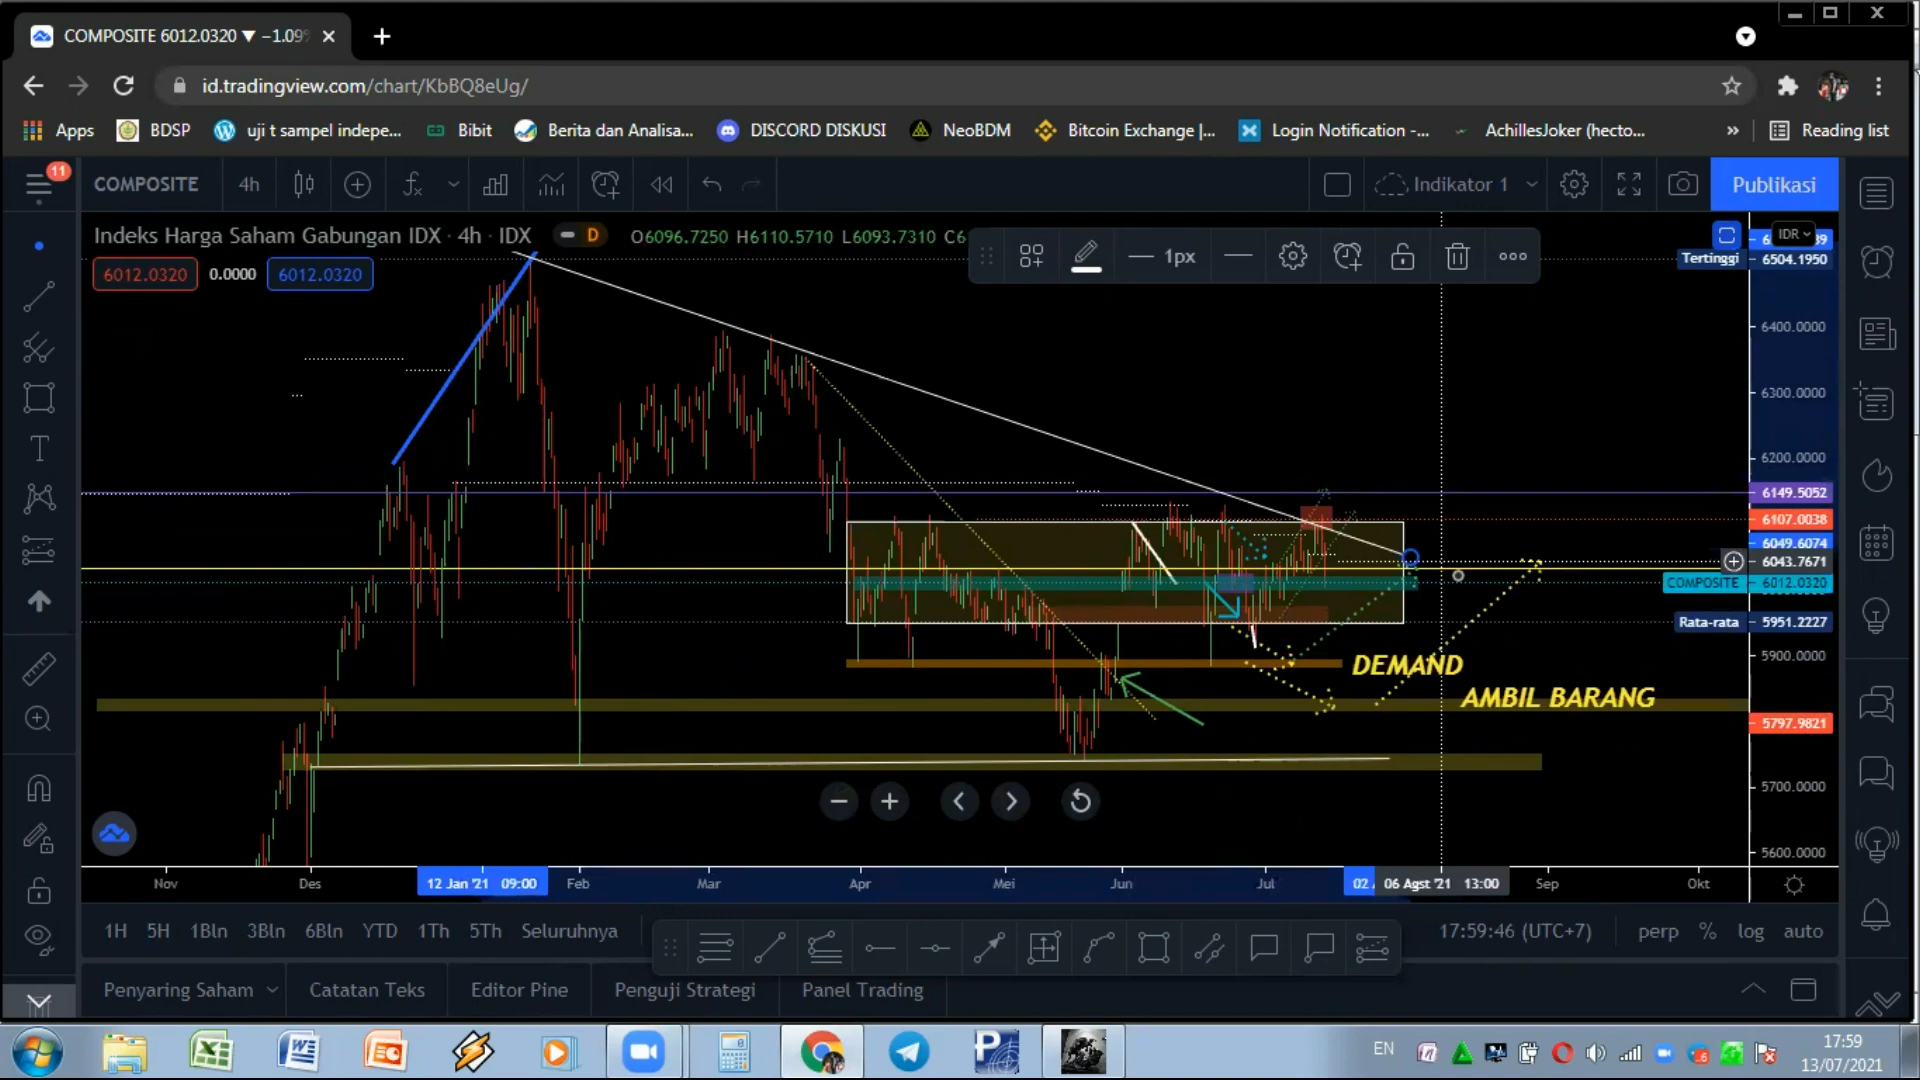 COMPOSITE 6012.0320 ▼ −1.09%
id.tradingview.com/chart/KbBQ8eUg/
Apps BDSP uji t sampel indepe... Bibit Berita dan Analisa... DISCORD DISKUSI NeoBDM Bitcoin Exchange |... Login Notification -... AchillesJoker (hecto... » Reading list
11
COMPOSITE 4h Indikator 1 Publikasi
Indeks Harga Saham Gabungan IDX · 4h · IDX D O6096.7250 H6110.5710 L6093.7310 C6
1px
IDR
6012.0320 0.0000 6012.0320
Tertinggi 6504.1950
6400.0000
6300.0000
6200.0000
6149.5052
6107.0038
6049.6074
6043.7671
COMPOSITE 6012.0320
Rata-rata 5951.2227
5900.0000
DEMAND
AMBIL BARANG
5797.9821
5700.0000
5600.0000
Nov Des 12 Jan '21 09:00 Feb Mar Apr Mei Jun Jul 02 06 Agst '21 13:00 Sep Okt
1H 5H 1Bln 3Bln 6Bln YTD 1Th 5Th Seluruhnya 17:59:46 (UTC+7) perp % log auto
Penyaring Saham Catatan Teks Editor Pine Penguji Strategi Panel Trading
EN 17:59
13/07/2021